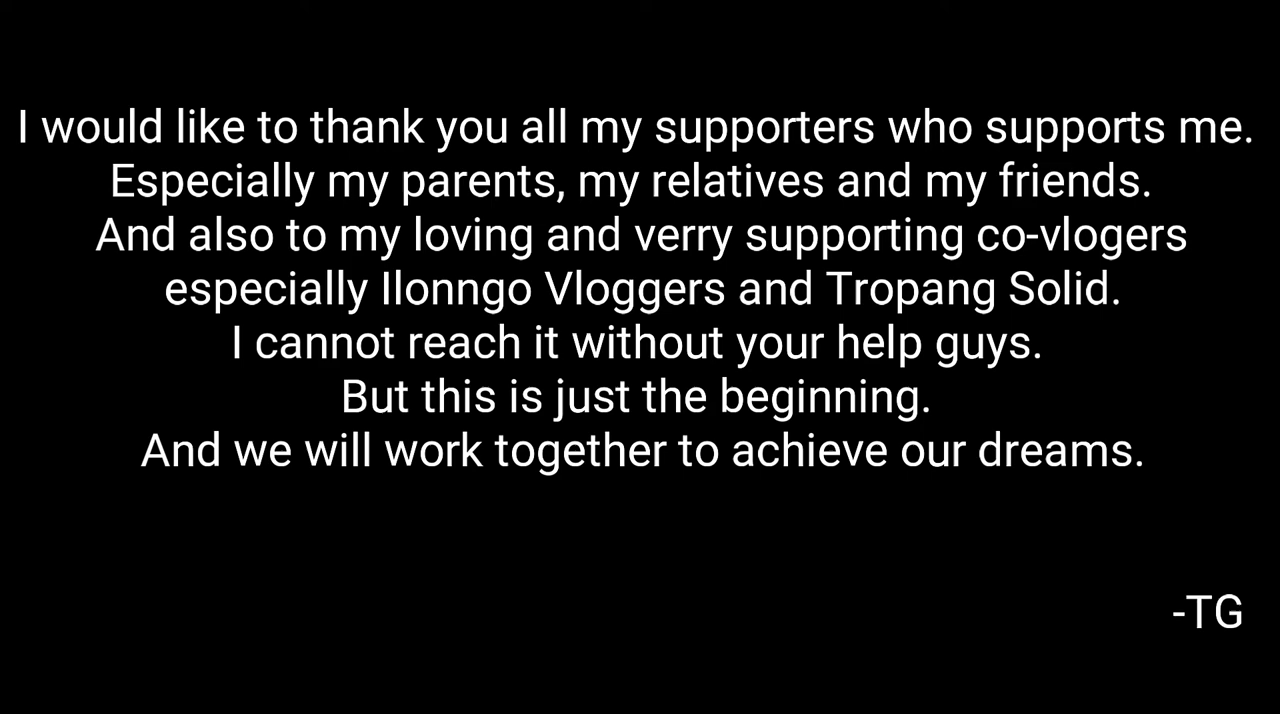 I would like to thank you all my supporters who supports me.
Especially my parents, my relatives and my friends.
And also to my loving and verry supporting co-vlogers
especially Ilonngo Vloggers and Tropang Solid.
I cannot reach it without your help guys.
But this is just the beginning.
And we will work together to achieve our dreams.
-TG